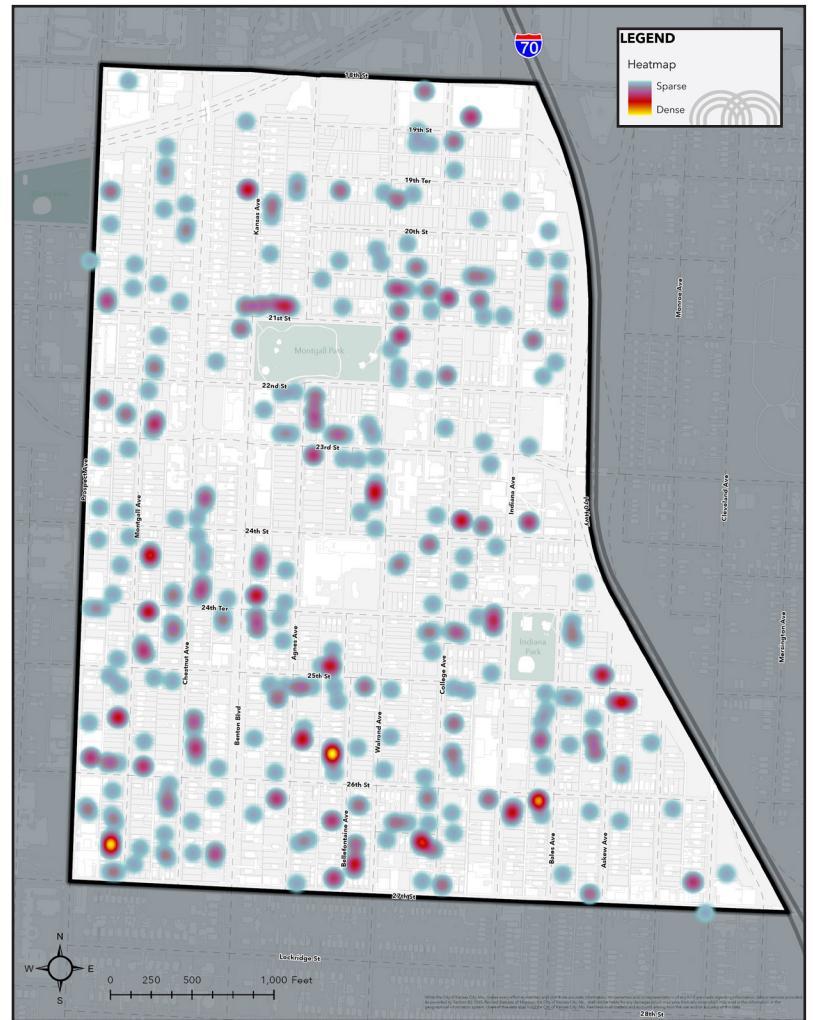 LEGEND
Heatmap
Sparse
Dense
70
18th St
19th St
19th Ter
Kansas Ave
20th St
Monroe Ave
21st St
Montgall Park
22nd St
23rd St
Prospect Ave
Montgall Ave
Indiana Ave
Cleveland Ave
24th St
24th Ter
Chestnut Ave
Agnes Ave
Indiana Park
Mersington Ave
25th St
College Ave
Benton Blvd
Walrond Ave
26th St
Bellefontaine Ave
Bales Ave
Askew Ave
27th St
N
W
E
S
0 250 500 1,000 Feet
Lockridge St
28th St